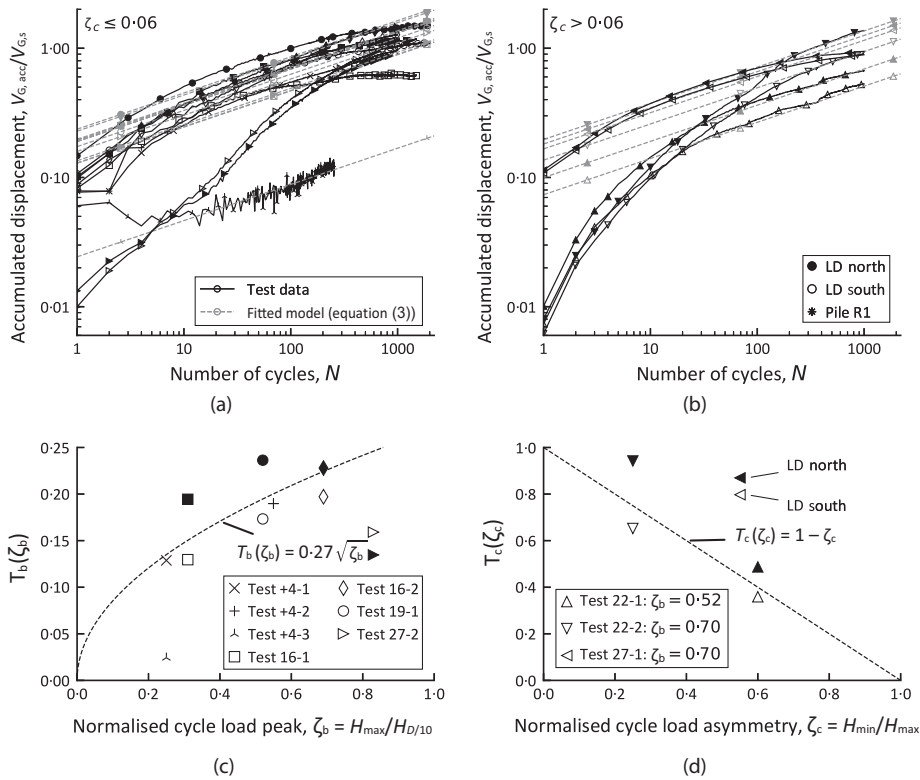 ζc ≤ 0·06
Accumulated displacement, VG,acc/VG,s
1·00
0·10
0·01
1
10
100
1000
Test data
Fitted model (equation (3))
Number of cycles, N
(a)
ζc > 0·06
Accumulated displacement, VG,acc/VG,s
1·00
0·10
0·01
1
10
100
1000
LD north
LD south
Pile R1
Number of cycles, N
(b)
Tb(ζb)
0·25
0·20
0·15
0·10
0·05
0·00
0·0
0·2
0·4
0·6
0·8
1·0
Tb(ζb) = 0·27√ζb
Test +4-1
Test +4-2
Test +4-3
Test 16-1
Test 16-2
Test 19-1
Test 27-2
Normalised cycle load peak, ζb = Hmax/HD/10
(c)
Tc(ζc)
1·0
0·8
0·6
0·4
0·2
0·0
0·0
0·2
0·4
0·6
0·8
1·0
LD north
LD south
Tc(ζc) = 1 − ζc
Test 22-1: ζb = 0·52
Test 22-2: ζb = 0·70
Test 27-1: ζb = 0·70
Normalised cycle load asymmetry, ζc = Hmin/Hmax
(d)